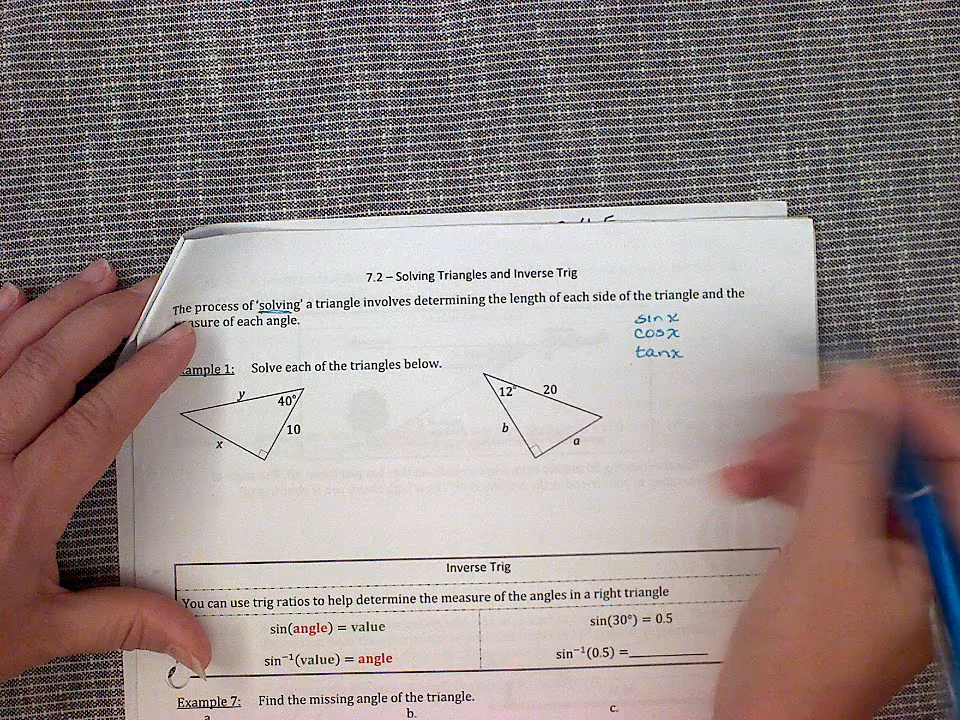 7.2 – Solving Triangles and Inverse Trig
The process of 'solving' a triangle involves determining the length of each side of the triangle and the
of each angle.
sin x
cos x
tan x
Example 1: Solve each of the triangles below.
y
40°
10
x
12°
20
b
a
Inverse Trig
You can use trig ratios to help determine the measure of the angles in a right triangle
sin(angle) = value
sin(30°) = 0.5
sin⁻¹(value) = angle
sin⁻¹(0.5) =
Example 7: Find the missing angle of the triangle.
a.
b.
c.